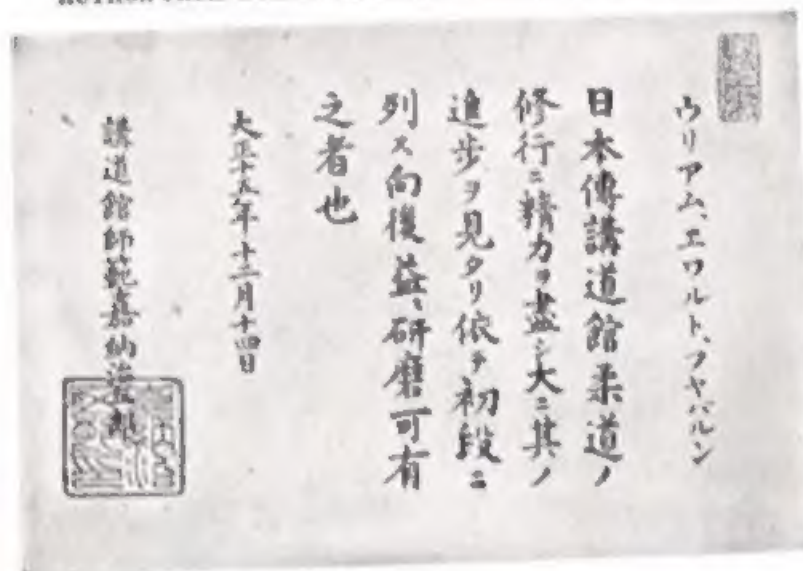 ウリアム、エワルト、フヤバルン
日本傳講道館柔道ノ
修行ニ精力ヲ盡シ大ニ其ノ
進歩ヲ見タリ依テ初段ニ
列ス向後益、研磨可有
之者也
大正十五年十二月十四日
講道館師範嘉納治五郎